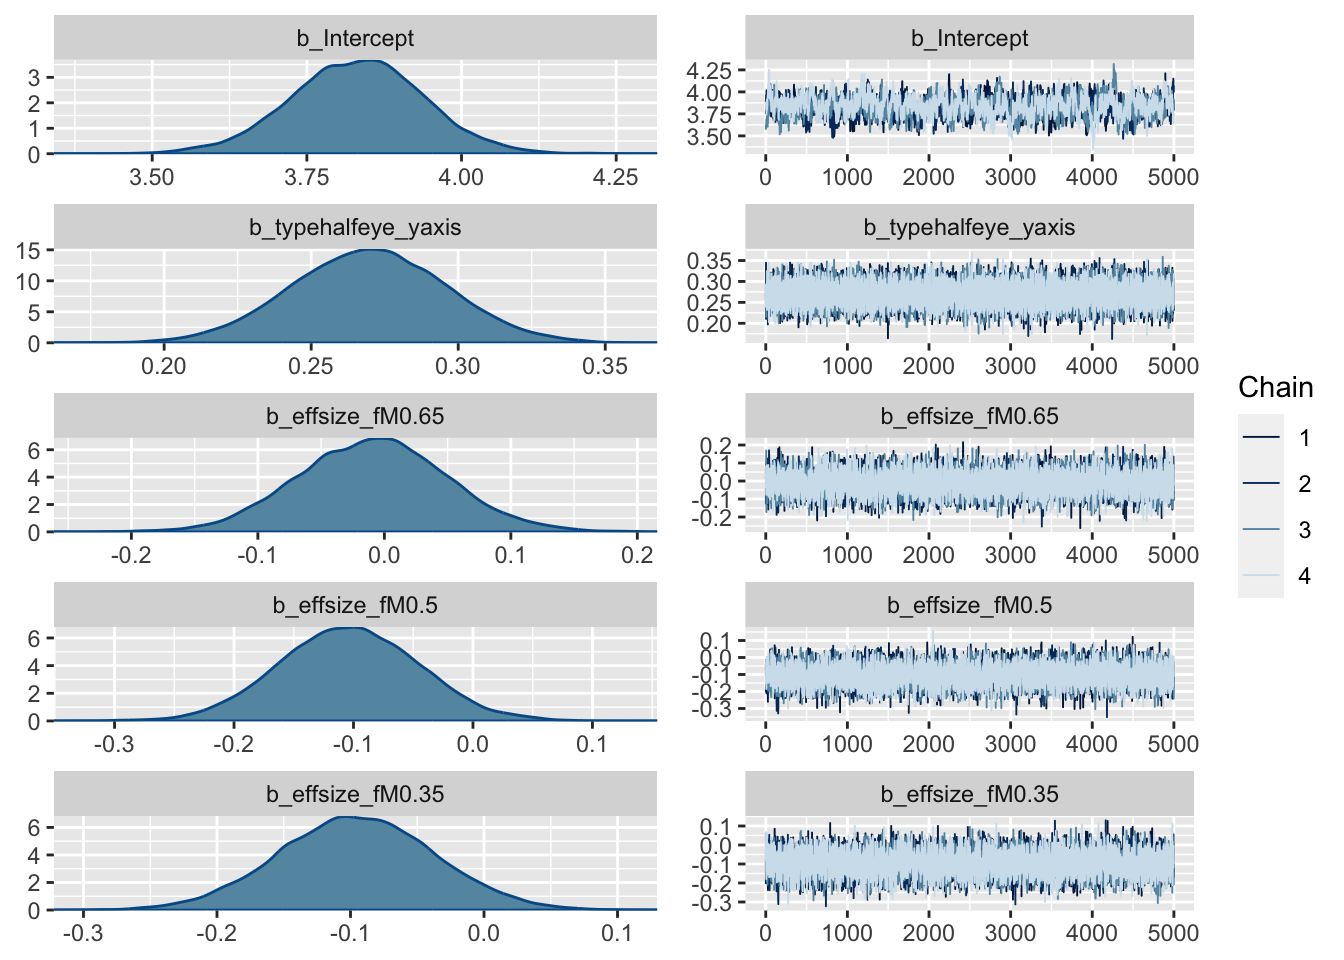 b_Intercept
3
2
1
0
3.50 3.75 4.00 4.25
b_Intercept
4.25
4.00
3.75
3.50
0 1000 2000 3000 4000 5000
b_typehalfeye_yaxis
15
10
5
0
0.20 0.25 0.30 0.35
b_typehalfeye_yaxis
0.35
0.30
0.25
0.20
0 1000 2000 3000 4000 5000
b_effsize_fM0.65
6
4
2
0
-0.2 -0.1 0.0 0.1 0.2
b_effsize_fM0.65
0.2
0.1
0.0
-0.1
-0.2
0 1000 2000 3000 4000 5000
b_effsize_fM0.5
6
4
2
0
-0.3 -0.2 -0.1 0.0 0.1
b_effsize_fM0.5
0.1
0.0
-0.1
-0.2
-0.3
0 1000 2000 3000 4000 5000
b_effsize_fM0.35
6
4
2
0
-0.3 -0.2 -0.1 0.0 0.1
b_effsize_fM0.35
0.1
0.0
-0.1
-0.2
-0.3
0 1000 2000 3000 4000 5000
Chain
1
2
3
4